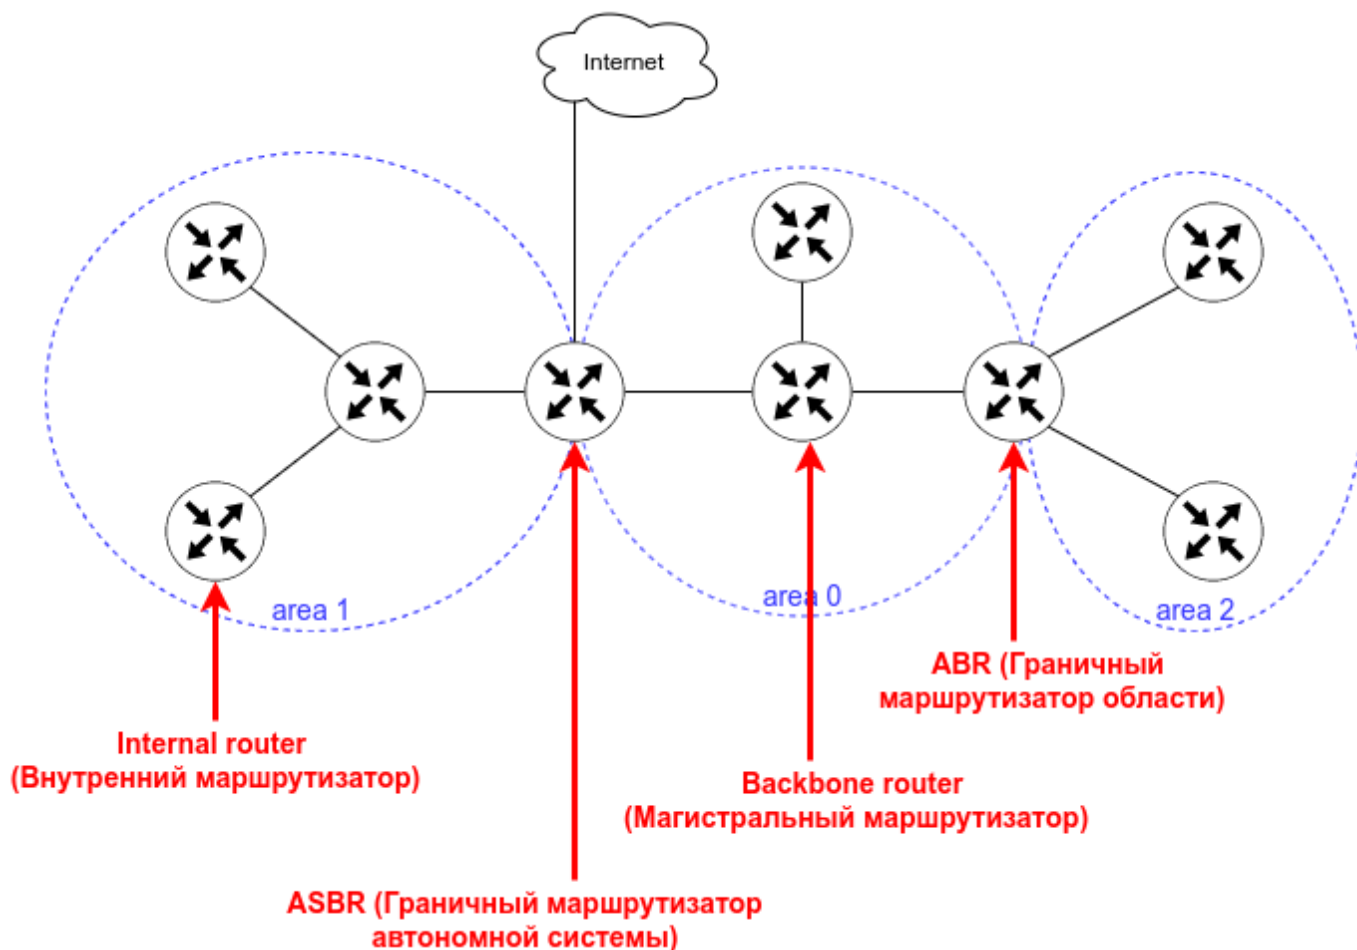 Internet
area 1
area 0
area 2
ABR (Граничный
маршрутизатор области)
Internal router
(Внутренний маршрутизатор)
Backbone router
(Магистральный маршрутизатор)
ASBR (Граничный маршрутизатор
автономной системы)